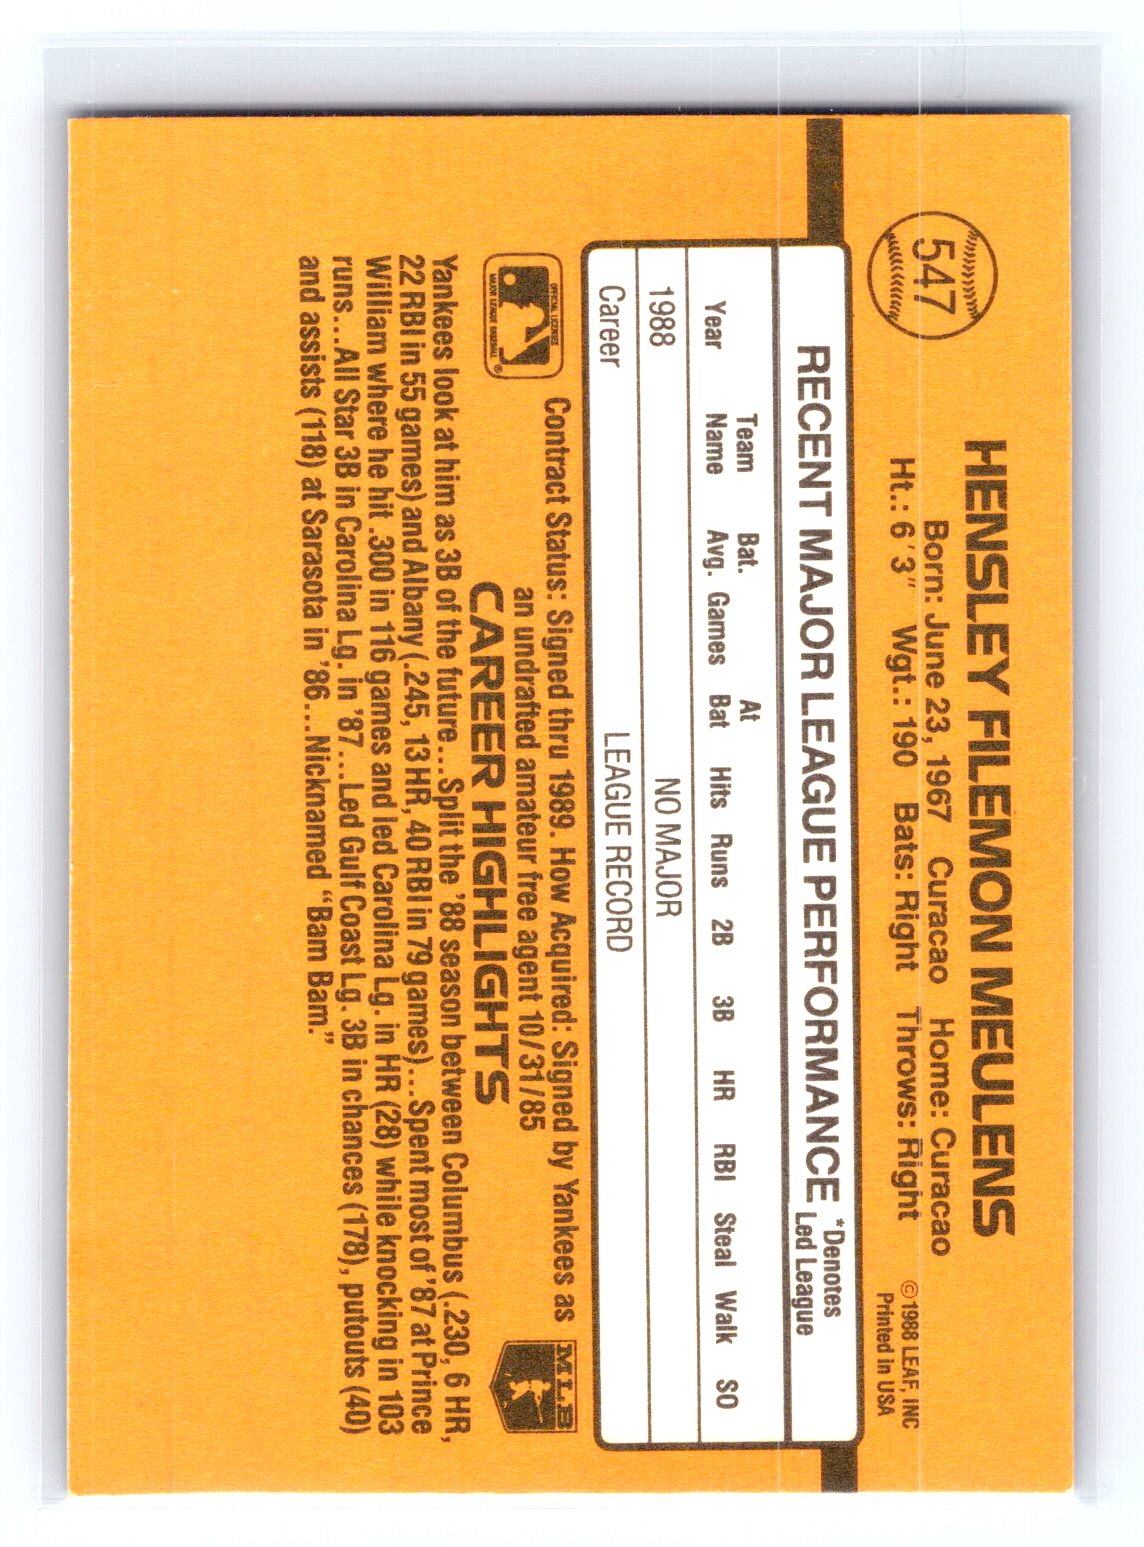 547
HENSLEY FILEMON MEULENS
Born: June 23, 1967 Curacao Home: Curacao
Ht.: 6'3" Wgt.: 190 Bats: Right Throws: Right
© 1988 LEAF, INC
Printed in USA
RECENT MAJOR LEAGUE PERFORMANCE *Denotes Led League
Year Team Name Bat. Avg. Games At Bat Hits Runs 2B 3B HR RBI Steal Walk SO
1988 NO MAJOR
Career LEAGUE RECORD
OFFICIAL LICENSEE
MAJOR LEAGUE BASEBALL ®
Contract Status: Signed thru 1989. How Acquired: Signed by Yankees as
an undrafted amateur free agent 10/31/85
MLB
CAREER HIGHLIGHTS
Yankees look at him as 3B of the future...Split the '88 season between Columbus (.230, 6 HR,
22 RBI in 55 games) and Albany (.245, 13 HR, 40 RBI in 79 games)...Spent most of '87 at Prince
William where he hit .300 in 116 games and led Carolina Lg. in HR (28) while knocking in 103
runs...All Star 3B in Carolina Lg. in '87...Led Gulf Coast Lg. 3B in chances (178), putouts (40)
and assists (118) at Sarasota in '86...Nicknamed “Bam Bam.”